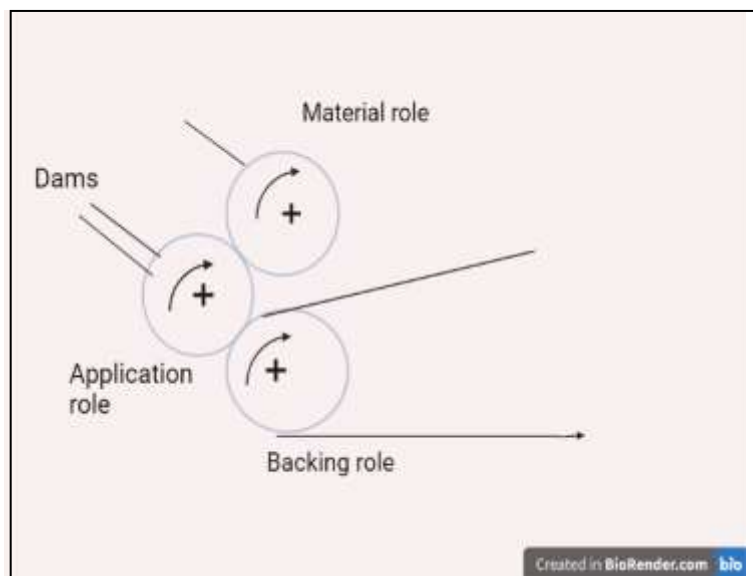 Material role
Dams
Application
role
Backing role
Created in BioRender.com bio